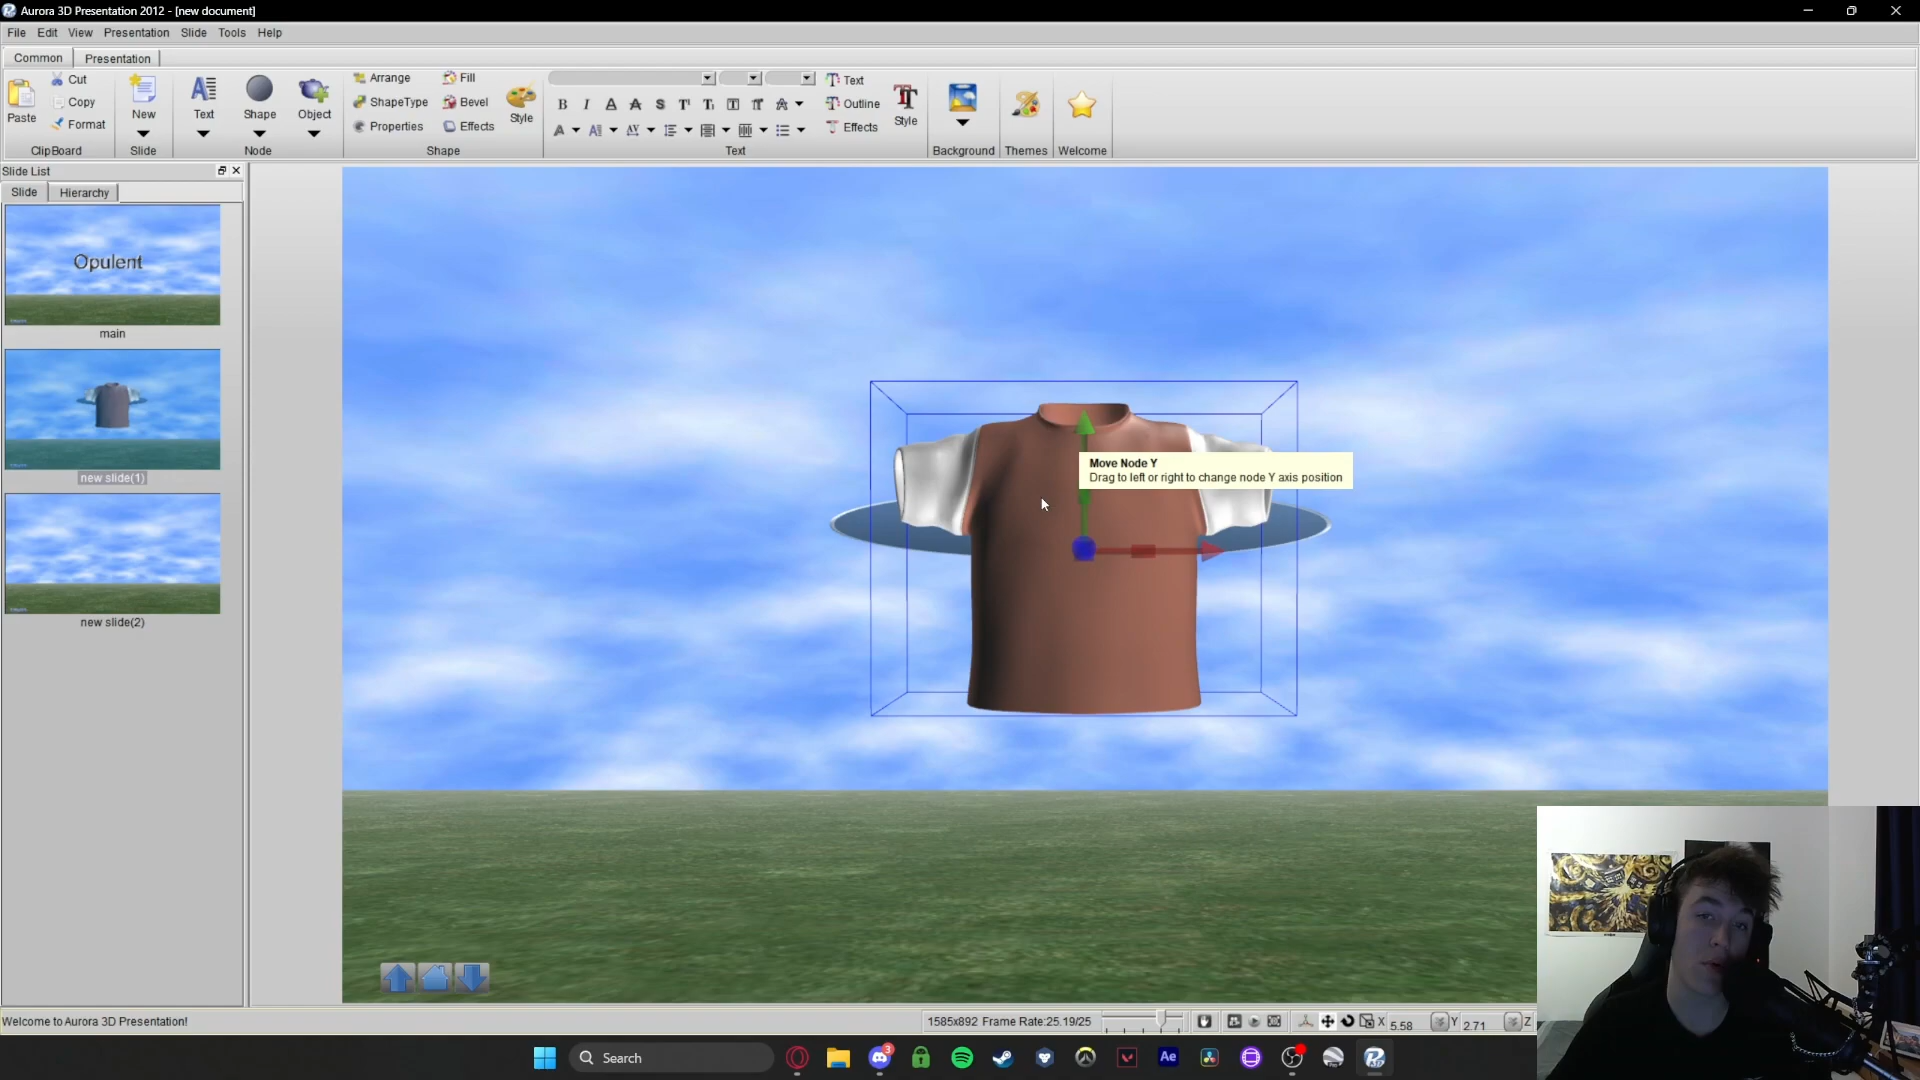 Aurora 3D Presentation 2012 - [new document]
File Edit View Presentation Slide Tools Help
Common Presentation
Paste
Cut
Copy
Format
ClipBoard
New
Slide
Text
Shape
Object
Node
Arrange
ShapeType
Properties
Fill
Bevel
Effects
Style
Shape
Text
Outline
Effects
Style
Text
Background
Themes
Welcome
Slide List
Slide Hierarchy
Opulent
main
new slide(1)
new slide(2)
Move Node Y
Drag to left or right to change node Y axis position
Welcome to Aurora 3D Presentation!
1585x892 Frame Rate:25.19/25
X 5.58 Y 2.71 Z
Search
3
Ae